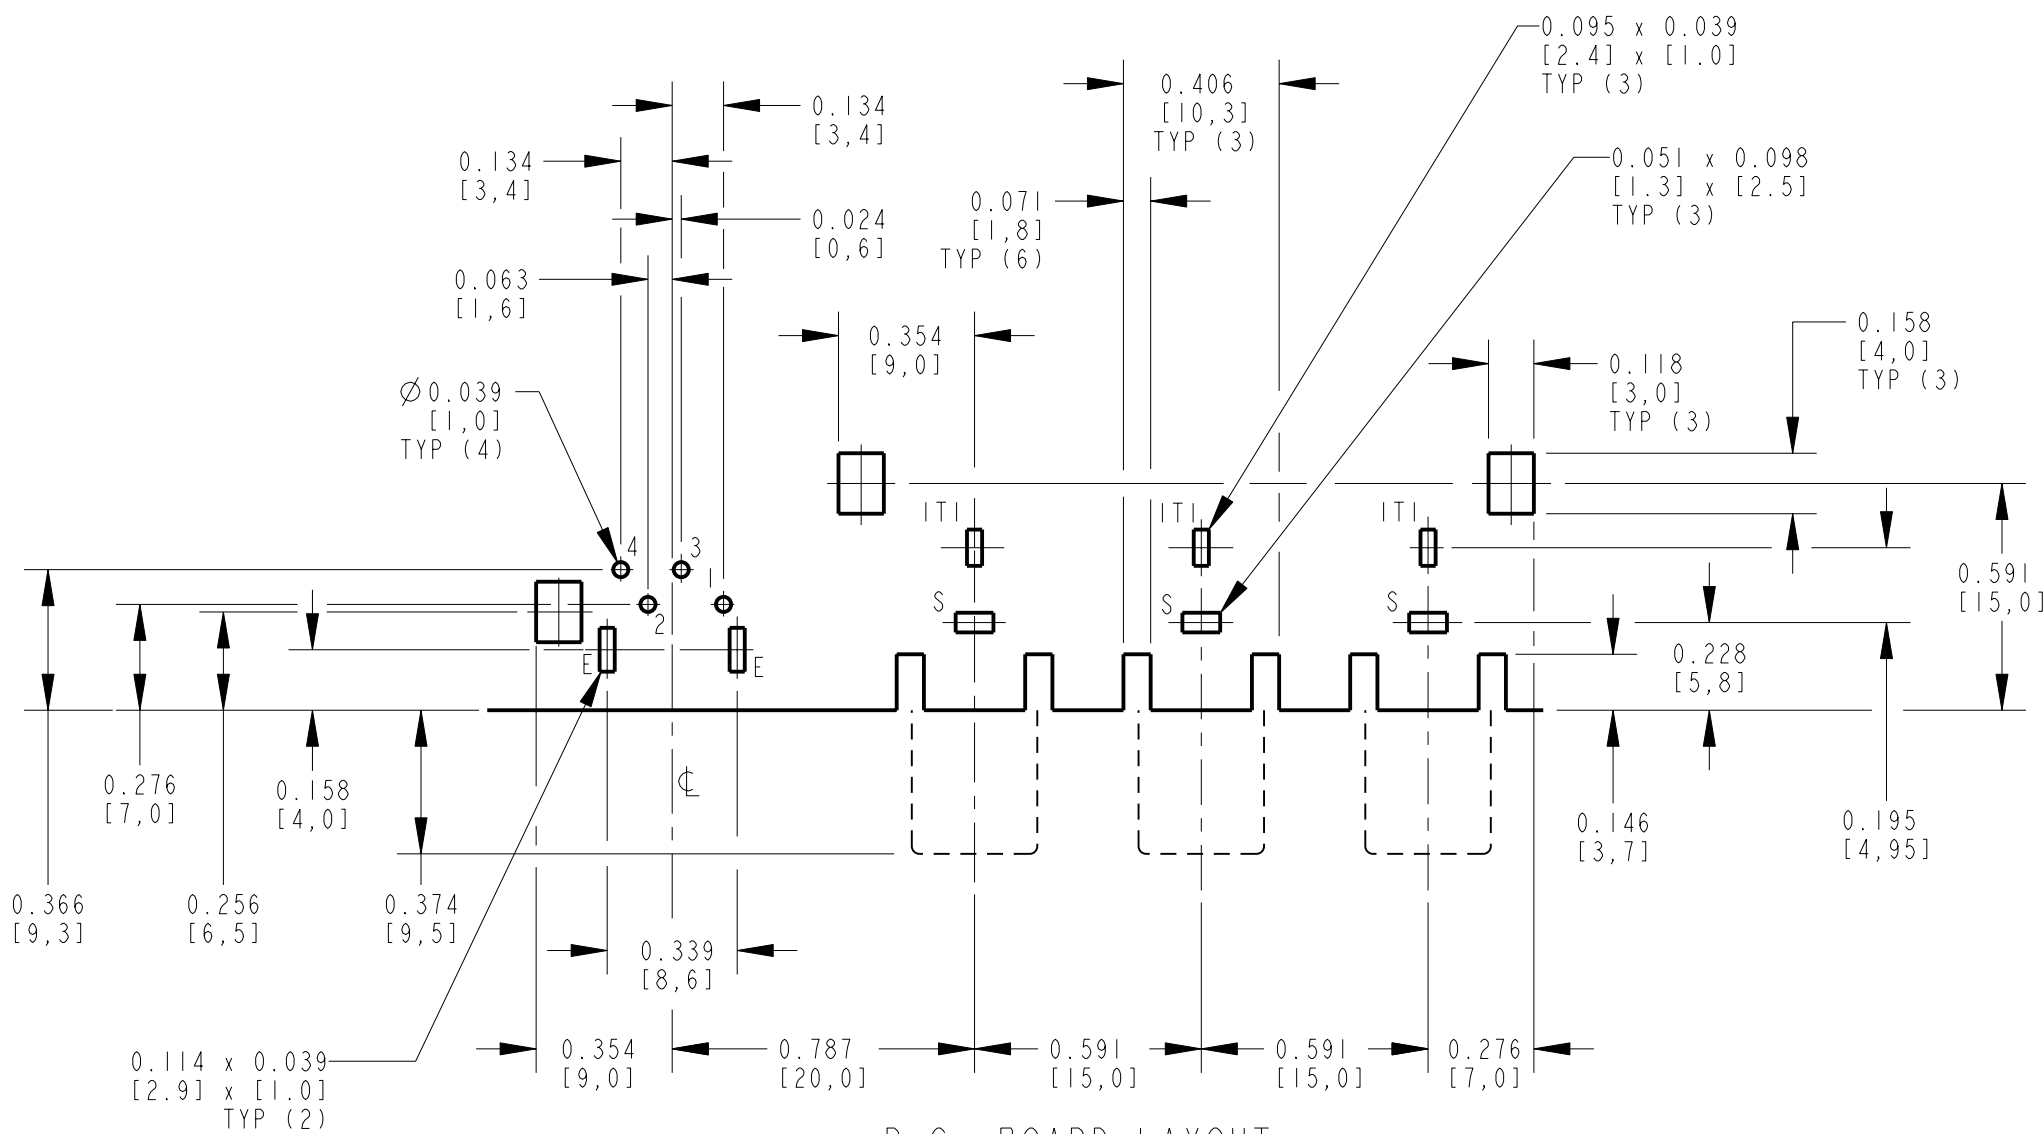 0.095 x 0.039
[2.4] x [1.0]
TYP (3)
0.406
[10,3]
TYP (3)
0.134
[3,4]
0.134
[3,4]
0.051 x 0.098
[1.3] x [2.5]
TYP (3)
0.071
[1,8]
TYP (6)
0.024
[0,6]
0.063
[1,6]
0.354
[9,0]
0.158
[4,0]
TYP (3)
0.118
[3,0]
TYP (3)
Ø0.039
[1,0]
TYP (4)
1T1
1T1
1T1
4
3
1
2
S
S
S
E
E
0.591
[15,0]
0.228
[5,8]
0.276
[7,0]
0.158
[4,0]
℄
0.146
[3,7]
0.195
[4,95]
0.366
[9,3]
0.256
[6,5]
0.374
[9,5]
0.339
[8,6]
0.114 x 0.039
[2.9] x [1.0]
TYP (2)
0.354
[9,0]
0.787
[20,0]
0.591
[15,0]
0.591
[15,0]
0.276
[7,0]
P.C. BOARD LAYOUT